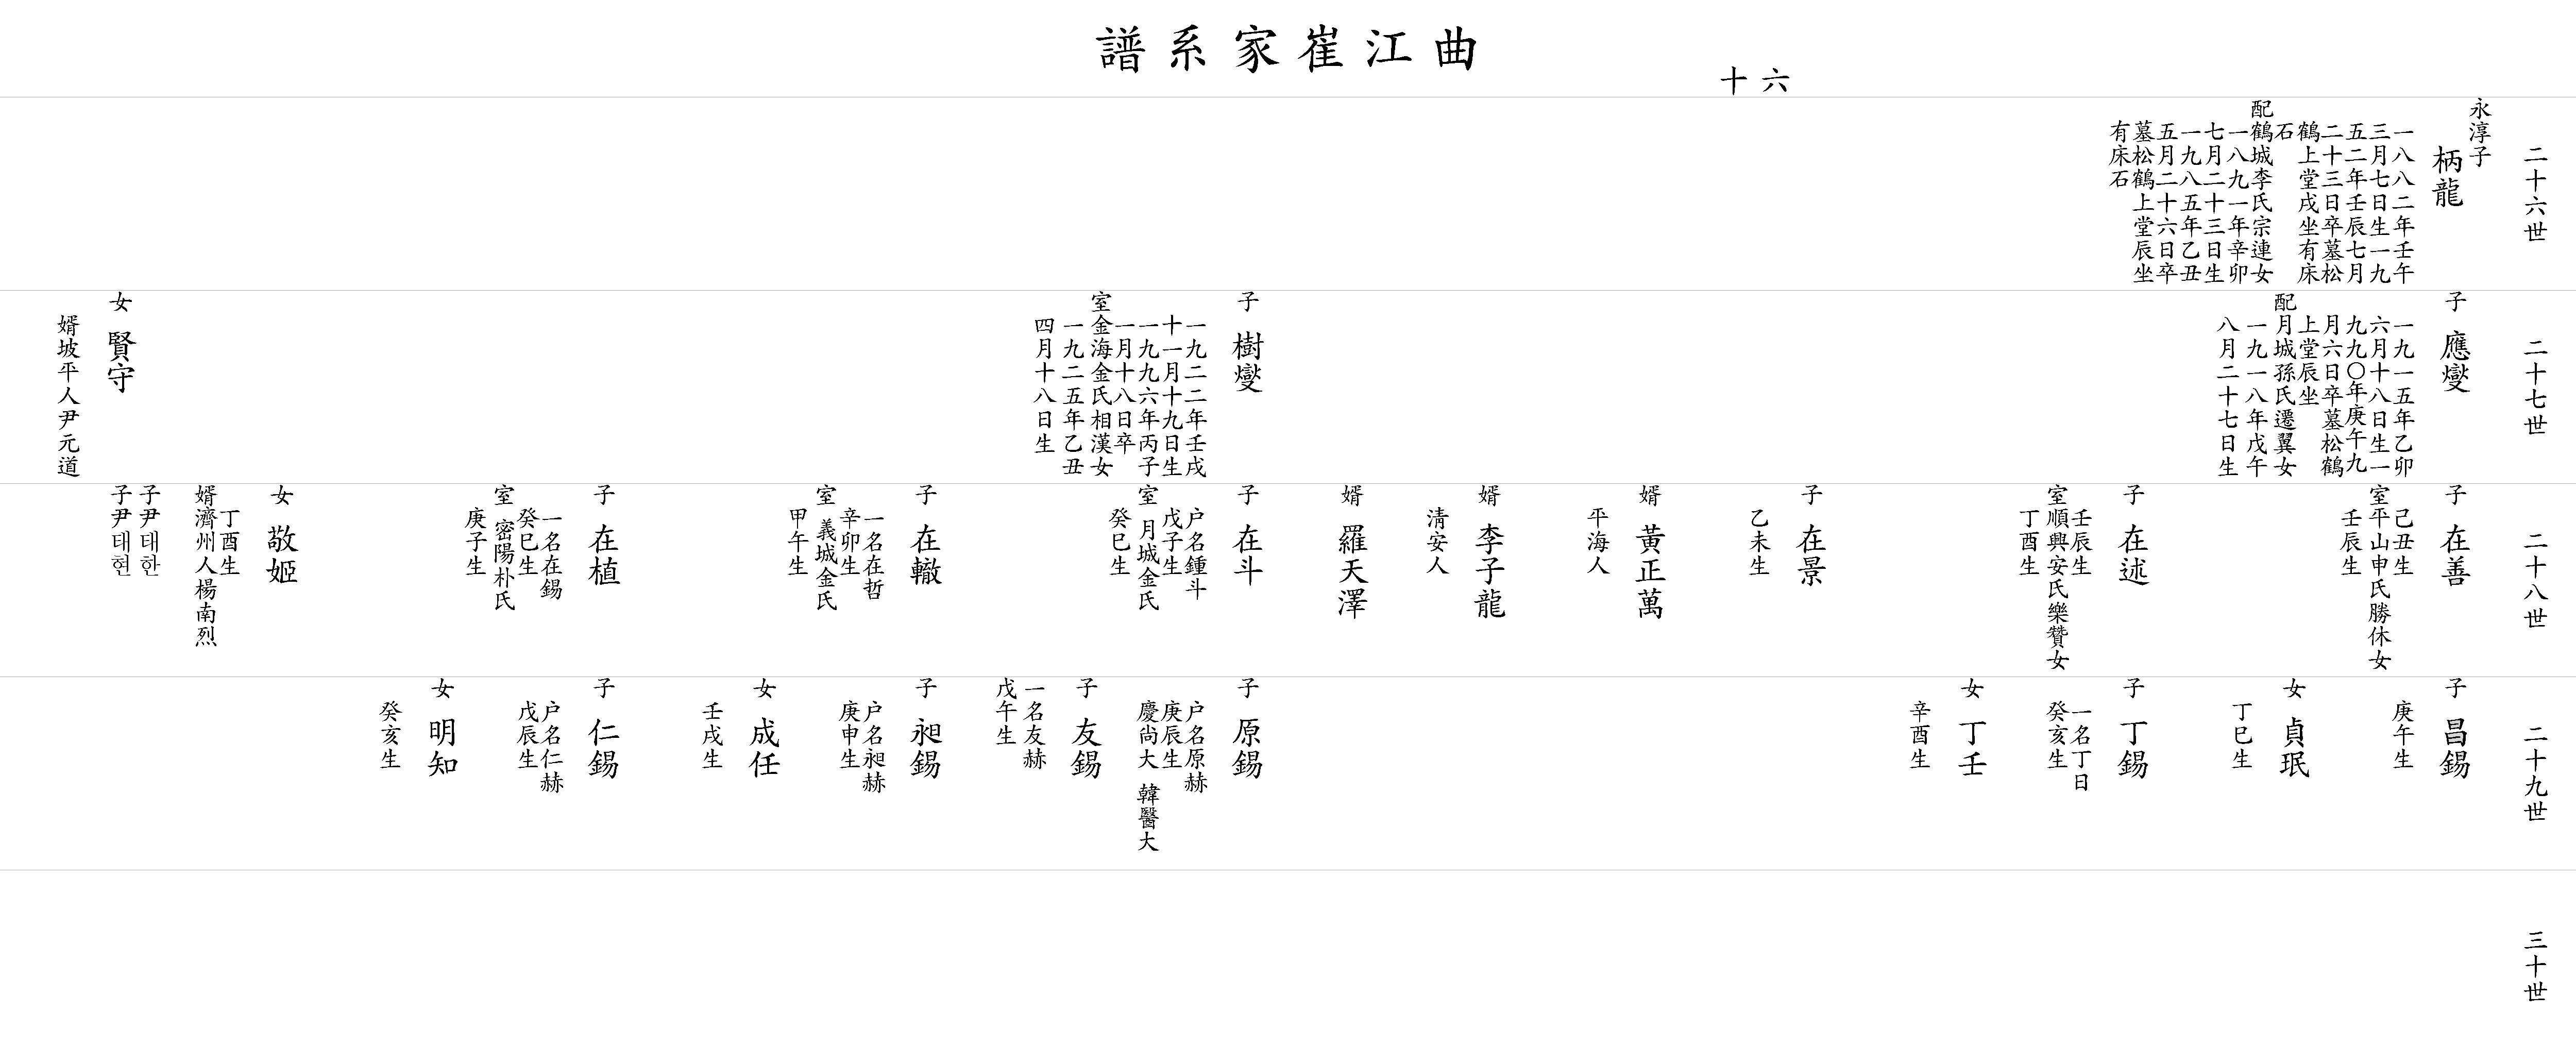 曲江崔家系譜
六十
二十六世
永淳子
柄龍
一八八二年壬午
三月七日生一九
五二年壬辰七月
二十三日卒墓松
鶴上堂戌坐有床
石
配鶴城李氏宗連女
一八九一年辛卯
七月二十三日生
一九八五年乙丑
五月二十六日卒
墓松鶴上堂辰坐
有床石
二十七世
子 應燮
一九一五年乙卯
六月十八日生一
九九〇年庚午九
月六日卒墓松鶴
上堂辰坐
配月城孫氏遷翼女
一九一八年戊午
八月二十七日生
子 樹燮
一九二二年壬戌
十一月十九日生
一九九六年丙子
一月十八日卒
室金海金氏相漢女
一九二五年乙丑
四月十八日生
女 賢守
婿坡平人尹元道
二十八世
子 在善
己丑生
室平山申氏勝休女
壬辰生
子 在述
壬辰生
室順興安氏樂贊女
丁酉生
子 在景
乙未生
婿 黃正萬
平海人
婿 李子龍
淸安人
婿 羅天澤
子 在斗
户名鍾斗
戊子生
室 月城金氏
癸巳生
子 在轍
一名在哲
辛卯生
室 義城金氏
甲午生
子 在植
一名在錫
癸巳生
室 密陽朴氏
庚子生
女 敬姬
丁酉生
婿濟州人楊南烈
子尹태한
子尹태현
二十九世
子 昌錫
庚午生
女 貞珉
丁巳生
子 丁錫
一名丁日
癸亥生
女 丁壬
辛酉生
子 原錫
户名原赫
庚辰生
慶尚大 韓醫大
子 友錫
一名友赫
戊午生
子 昶錫
户名昶赫
庚申生
女 成任
壬戌生
子 仁錫
户名仁赫
戊辰生
女 明知
癸亥生
三十世